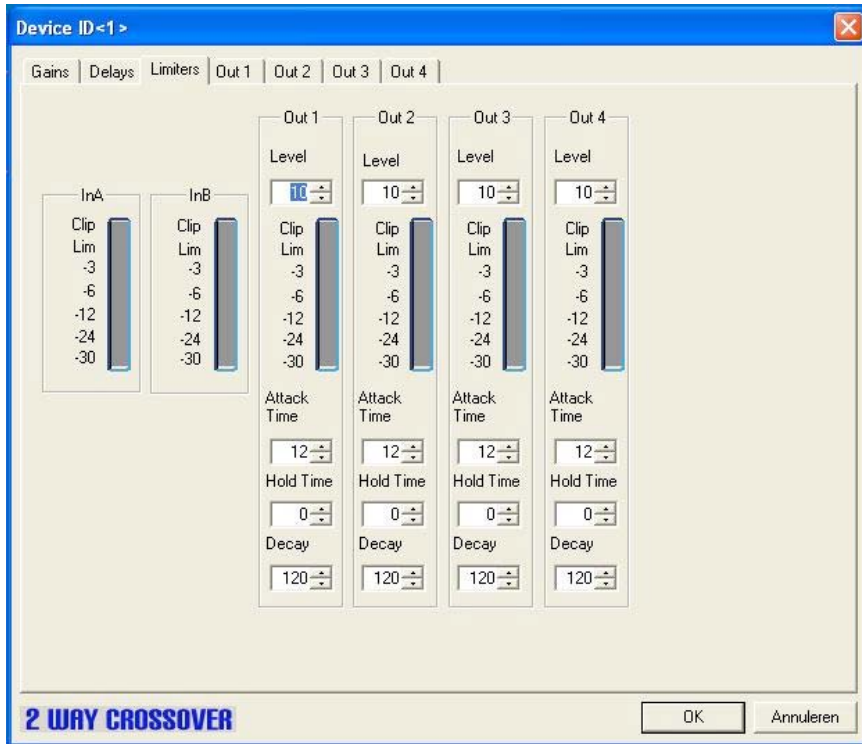 Device ID<1>
Gains Delays Limiters Out 1 Out 2 Out 3 Out 4
InA
Clip
Lim
-3
-6
-12
-24
-30
InB
Clip
Lim
-3
-6
-12
-24
-30
Out 1
Level
10
Clip
Lim
-3
-6
-12
-24
-30
Attack
Time
12
Hold Time
0
Decay
120
Out 2
Level
10
Clip
Lim
-3
-6
-12
-24
-30
Attack
Time
12
Hold Time
0
Decay
120
Out 3
Level
10
Clip
Lim
-3
-6
-12
-24
-30
Attack
Time
12
Hold Time
0
Decay
120
Out 4
Level
10
Clip
Lim
-3
-6
-12
-24
-30
Attack
Time
12
Hold Time
0
Decay
120
2 WAY CROSSOVER
OK Annuleren